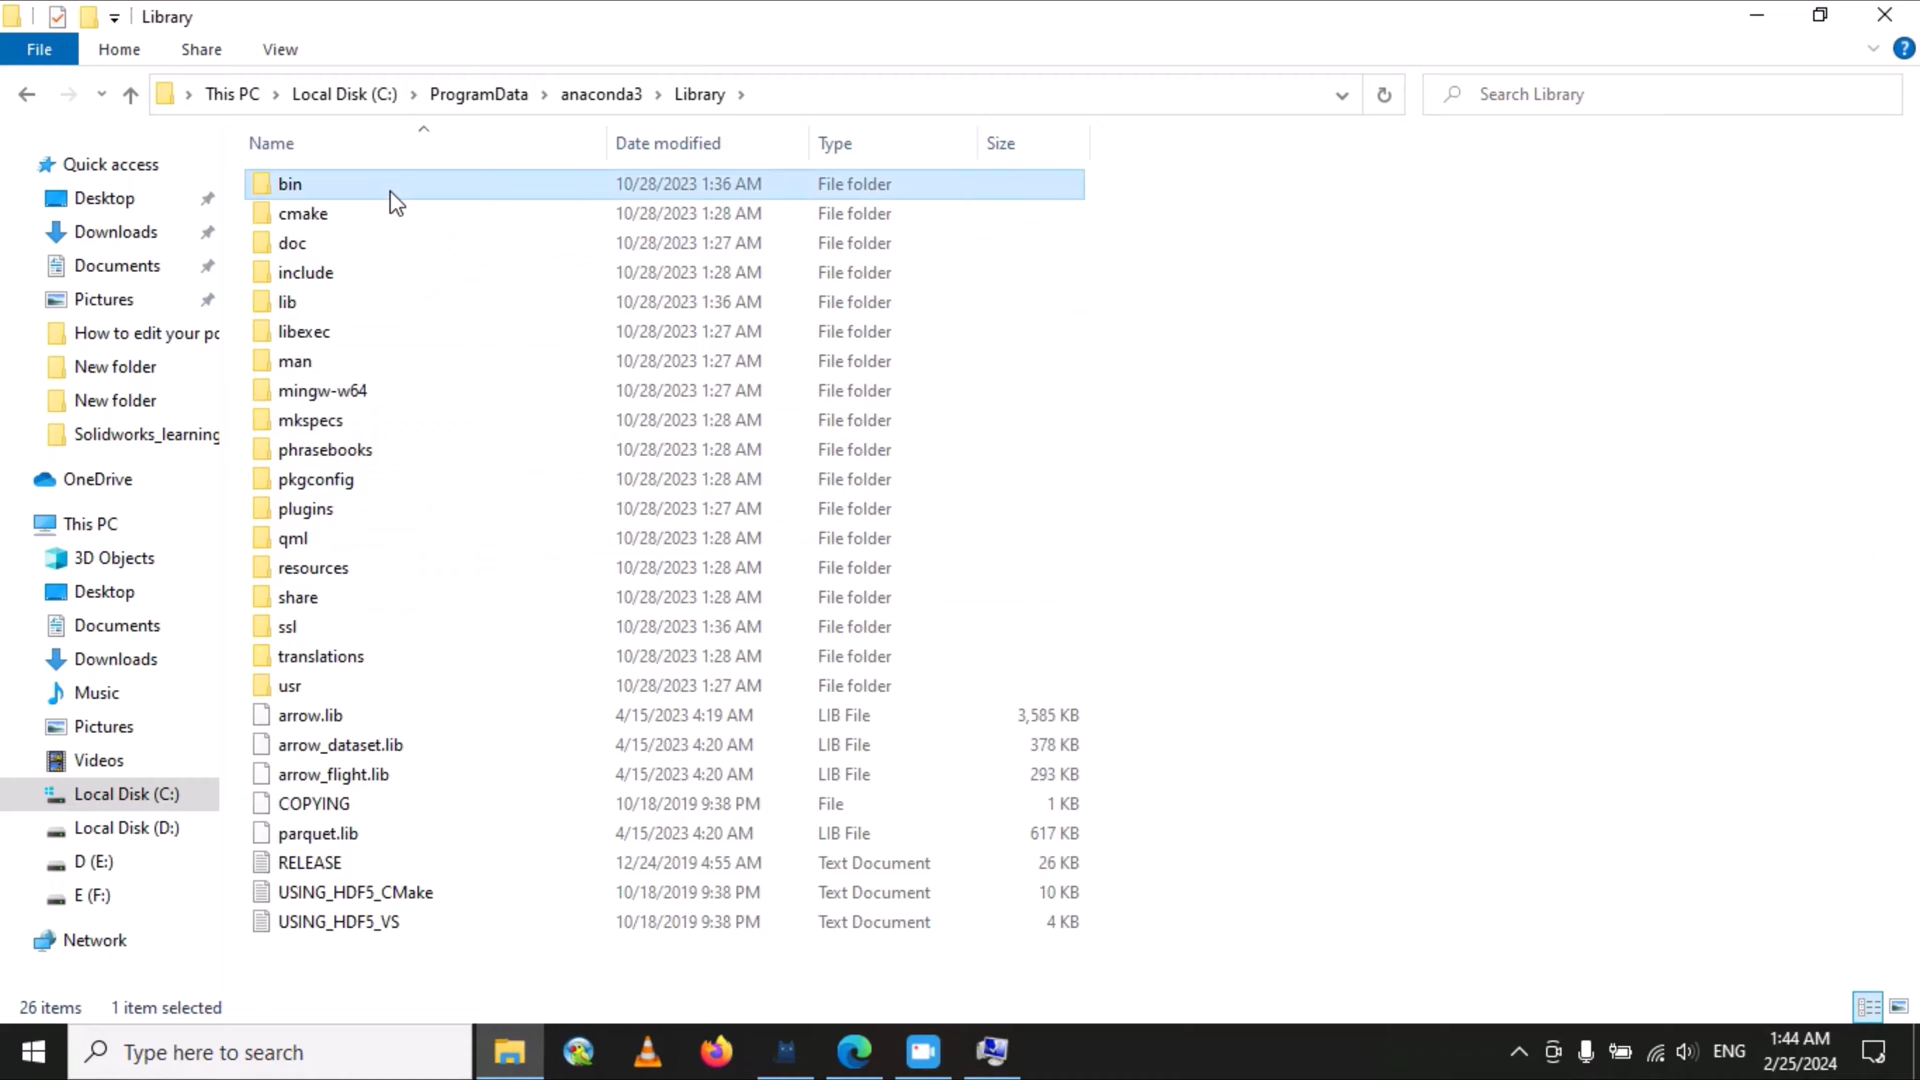 Library
File Home Share View
This PC Local Disk (C:) ProgramData anaconda3 Library
Search Library
Name Date modified Type Size
Quick access
Desktop
Downloads
Documents
Pictures
How to edit your pc
New folder
New folder
Solidworks_learning
OneDrive
This PC
3D Objects
Desktop
Documents
Downloads
Music
Pictures
Videos
Local Disk (C:)
Local Disk (D:)
D (E:)
E (F:)
Network
bin 10/28/2023 1:36 AM File folder
cmake 10/28/2023 1:28 AM File folder
doc 10/28/2023 1:27 AM File folder
include 10/28/2023 1:28 AM File folder
lib 10/28/2023 1:36 AM File folder
libexec 10/28/2023 1:27 AM File folder
man 10/28/2023 1:27 AM File folder
mingw-w64 10/28/2023 1:27 AM File folder
mkspecs 10/28/2023 1:28 AM File folder
phrasebooks 10/28/2023 1:28 AM File folder
pkgconfig 10/28/2023 1:28 AM File folder
plugins 10/28/2023 1:27 AM File folder
qml 10/28/2023 1:28 AM File folder
resources 10/28/2023 1:28 AM File folder
share 10/28/2023 1:28 AM File folder
ssl 10/28/2023 1:36 AM File folder
translations 10/28/2023 1:28 AM File folder
usr 10/28/2023 1:27 AM File folder
arrow.lib 4/15/2023 4:19 AM LIB File 3,585 KB
arrow_dataset.lib 4/15/2023 4:20 AM LIB File 378 KB
arrow_flight.lib 4/15/2023 4:20 AM LIB File 293 KB
COPYING 10/18/2019 9:38 PM File 1 KB
parquet.lib 4/15/2023 4:20 AM LIB File 617 KB
RELEASE 12/24/2019 4:55 AM Text Document 26 KB
USING_HDF5_CMake 10/18/2019 9:38 PM Text Document 10 KB
USING_HDF5_VS 10/18/2019 9:38 PM Text Document 4 KB
26 items 1 item selected
Type here to search
ENG
1:44 AM
2/25/2024